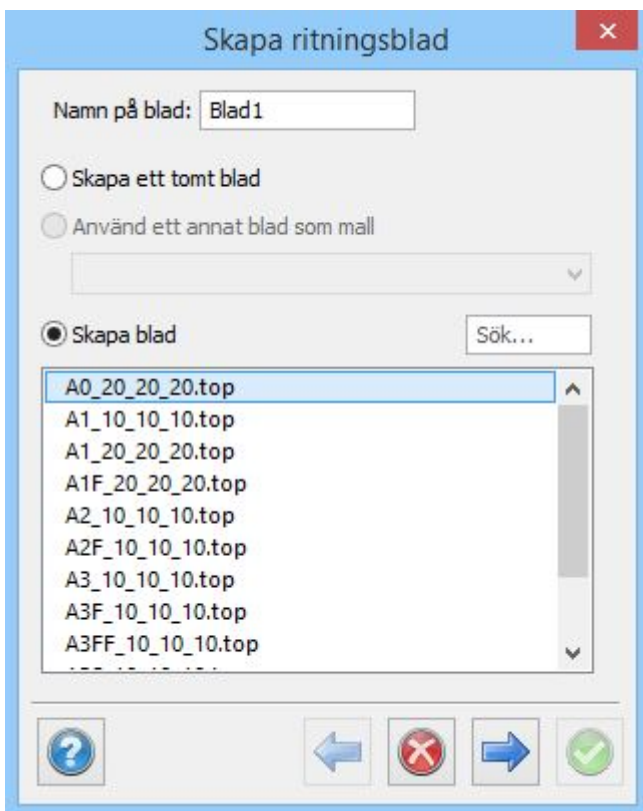 Skapa ritningsblad
Namn på blad: Blad1
Skapa ett tomt blad
Använd ett annat blad som mall
Skapa blad Sök...
A0_20_20_20.top
A1_10_10_10.top
A1_20_20_20.top
A1F_20_20_20.top
A2_10_10_10.top
A2F_10_10_10.top
A3_10_10_10.top
A3F_10_10_10.top
A3FF_10_10_10.top